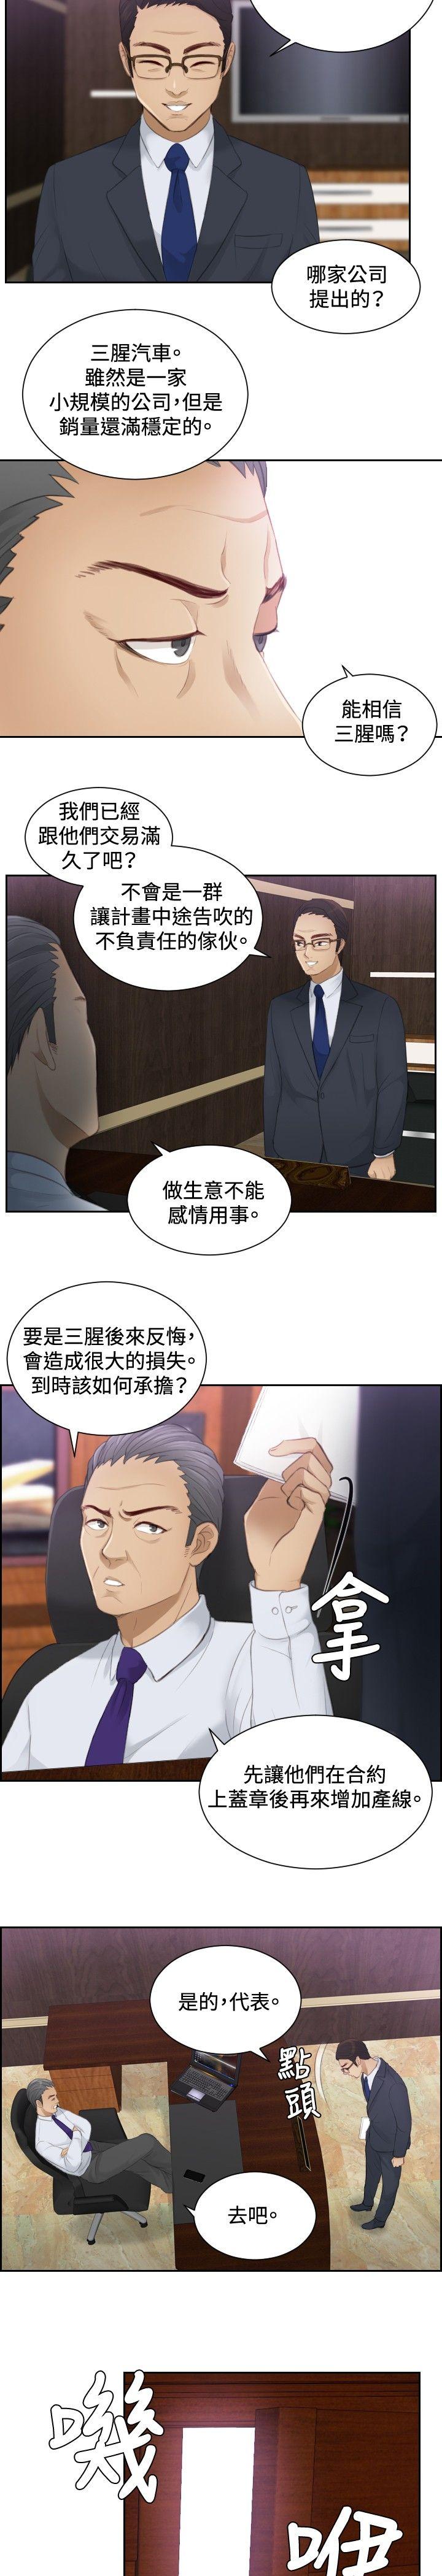 哪家公司
提出的？
三腥汽車。
雖然是一家
小規模的公司，但是
銷量還滿穩定的。
能相信
三腥嗎？
我們已經
跟他們交易滿
久了吧？
不會是一群
讓計畫中途告吹的
不負責任的傢伙。
做生意不能
感情用事。
要是三腥後來反悔，
會造成很大的損失。
到時該如何承擔？
拿
先讓他們在合約
上蓋章後再來增加產線。
是的，代表。
點頭
去吧。
嘰
咿